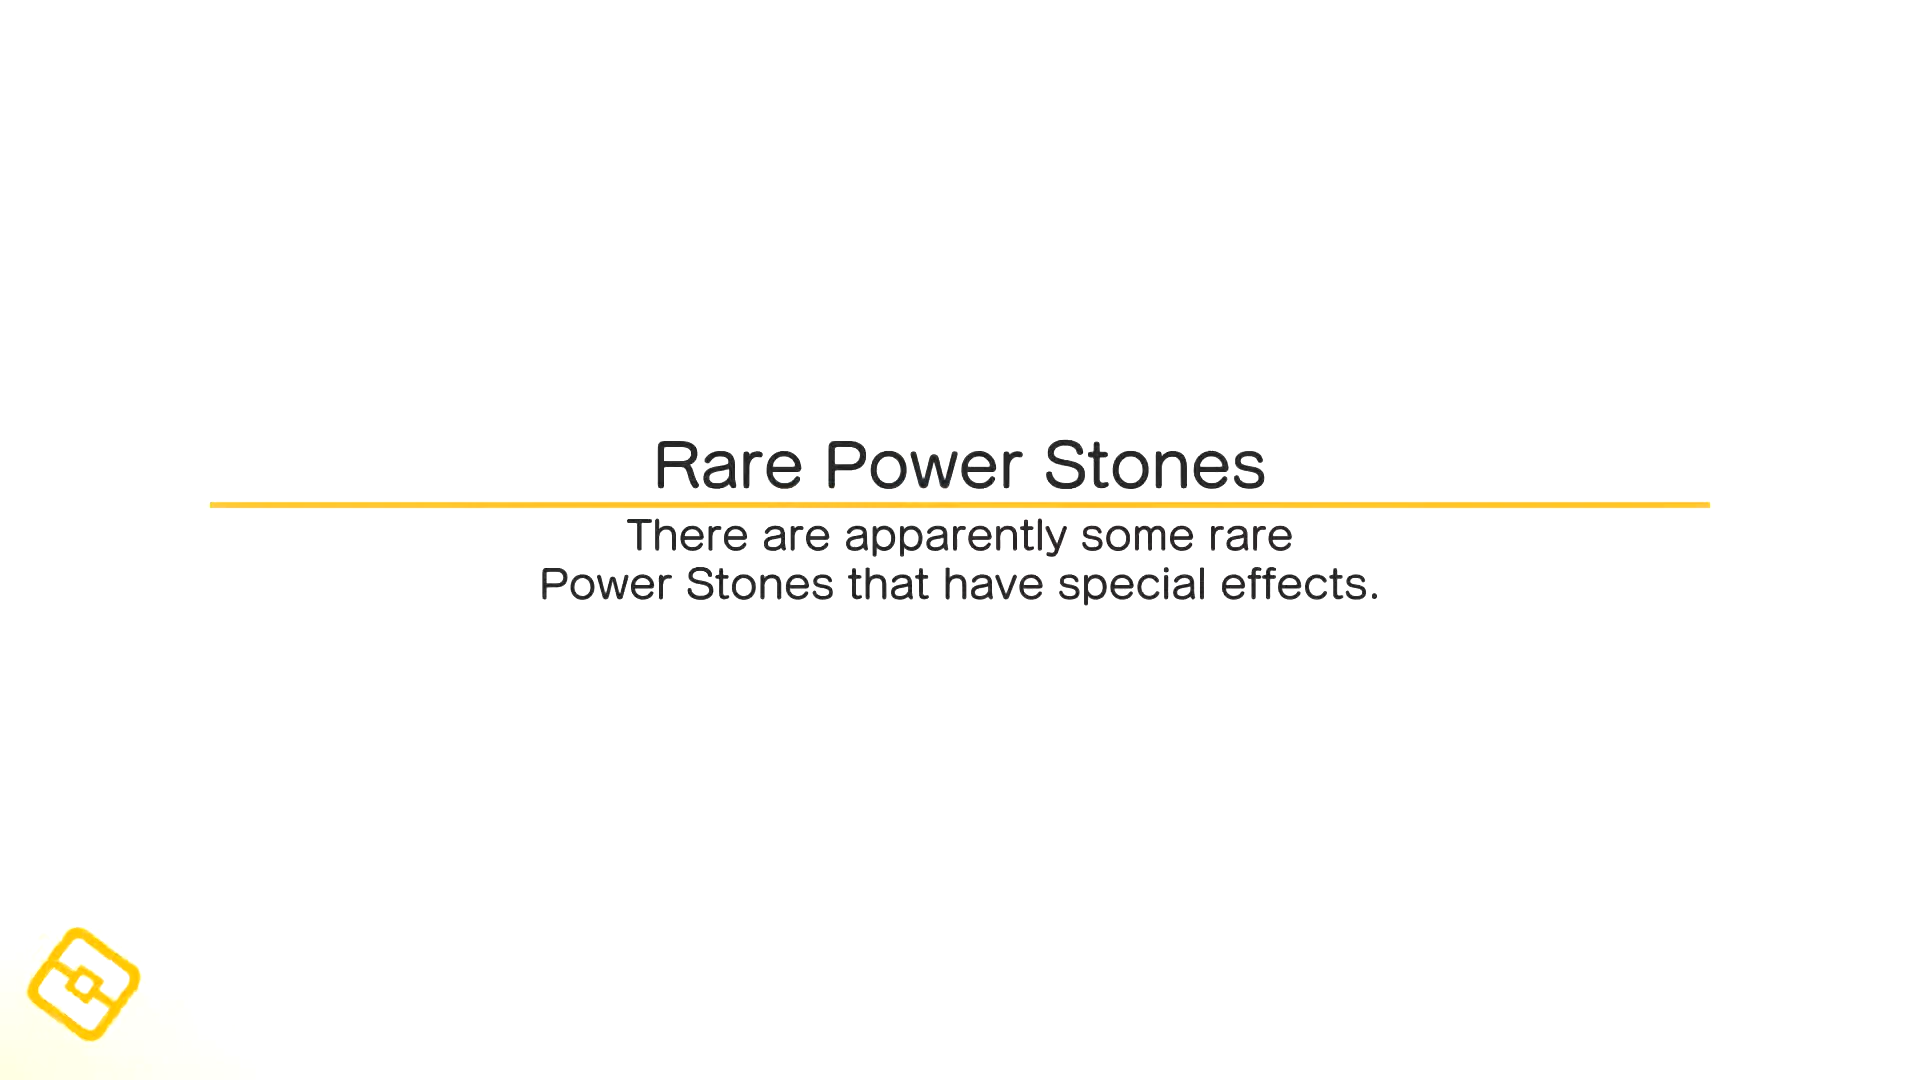 Rare Power Stones
There are apparently some rare
Power Stones that have special effects.